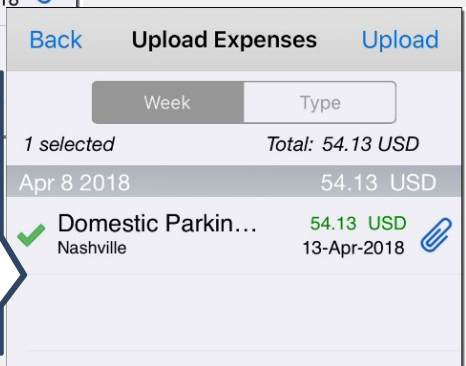 Back Upload Expenses Upload
Week Type
1 selected Total: 54.13 USD
Apr 8 2018 54.13 USD
Domestic Parkin... 54.13 USD
Nashville 13-Apr-2018